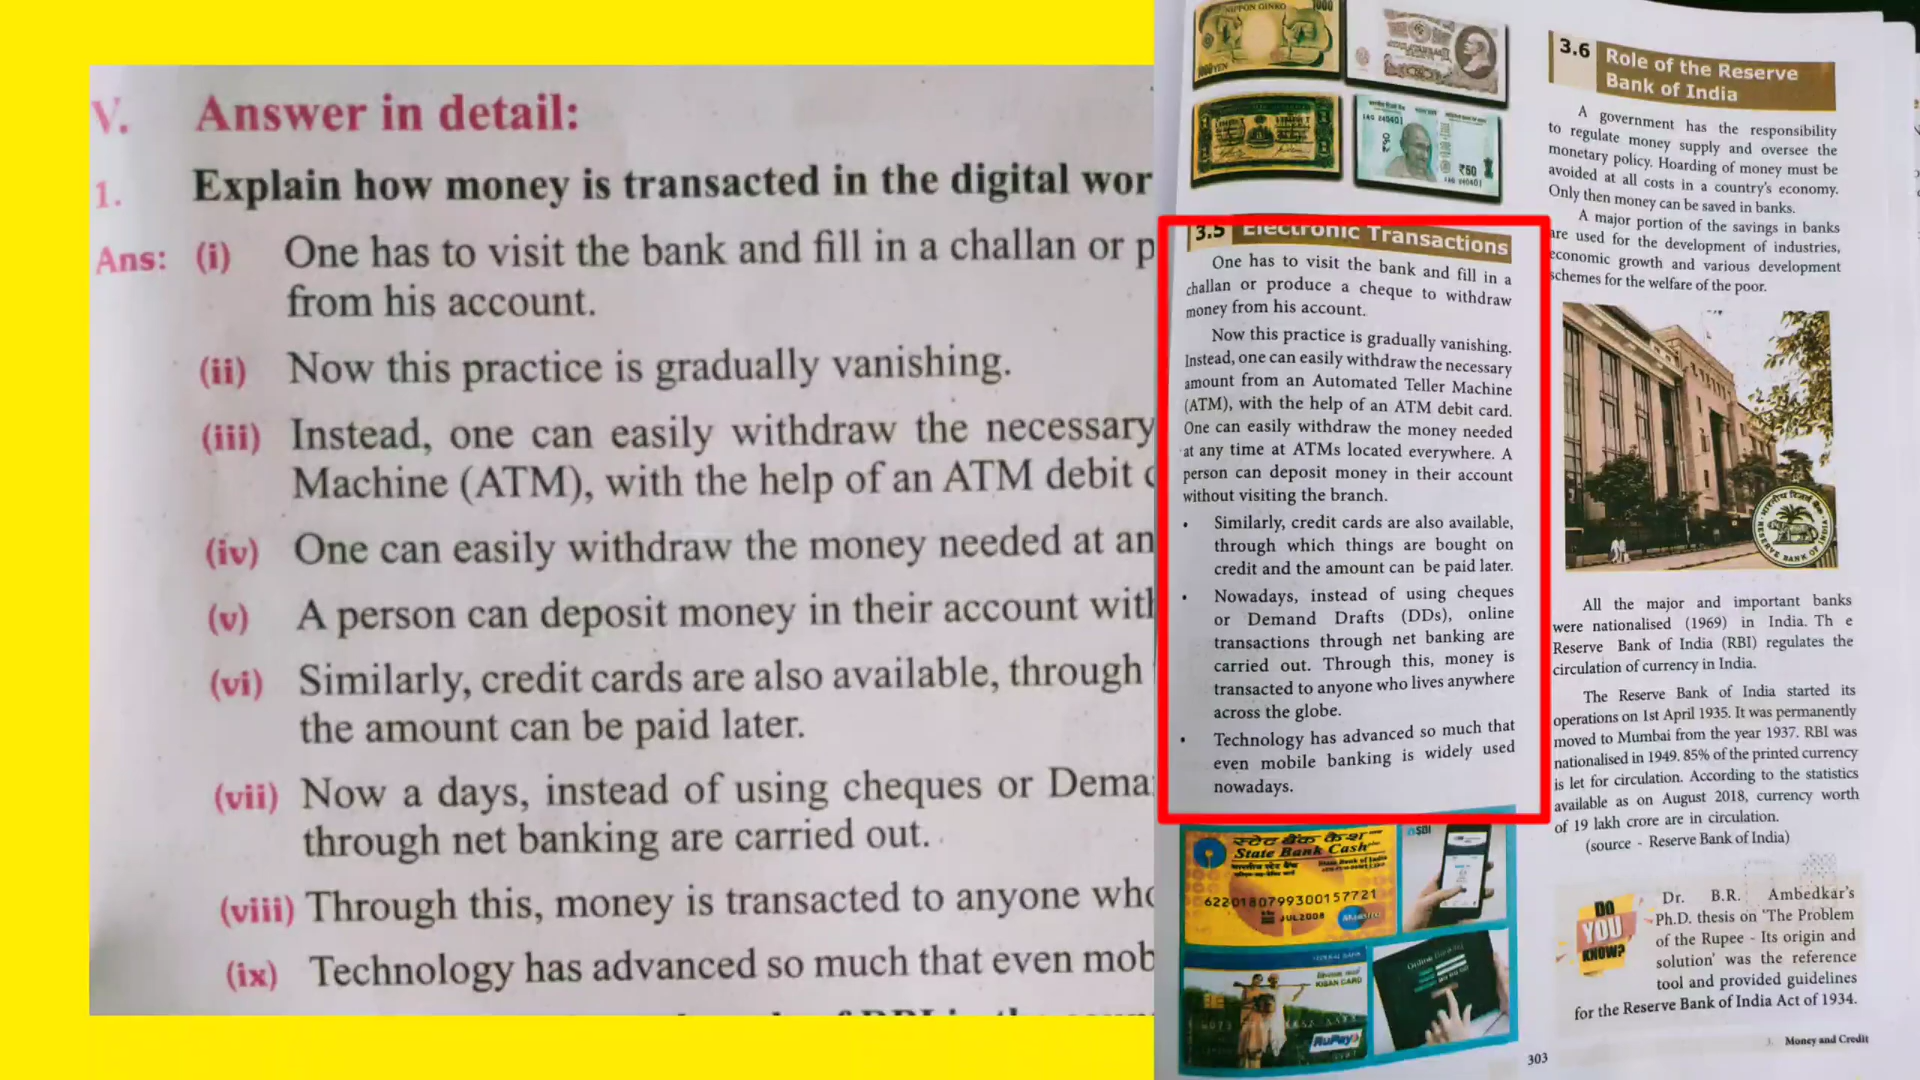 V. Answer in detail:
1. Explain how money is transacted in the digital wor
Ans: (i) One has to visit the bank and fill in a challan or p
from his account.
(ii) Now this practice is gradually vanishing.
(iii) Instead, one can easily withdraw the necessary
Machine (ATM), with the help of an ATM debit c
(iv) One can easily withdraw the money needed at an
(v) A person can deposit money in their account with
(vi) Similarly, credit cards are also available, through
the amount can be paid later.
(vii) Now a days, instead of using cheques or Dema
through net banking are carried out.
(viii) Through this, money is transacted to anyone who
(ix) Technology has advanced so much that even mob
NIPPON GINKO 1000
YEN
₹50
3.5 Electronic Transactions
One has to visit the bank and fill in a
challan or produce a cheque to withdraw
money from his account.
Now this practice is gradually vanishing.
Instead, one can easily withdraw the necessary
amount from an Automated Teller Machine
(ATM), with the help of an ATM debit card.
One can easily withdraw the money needed
at any time at ATMs located everywhere. A
person can deposit money in their account
without visiting the branch.
• Similarly, credit cards are also available,
through which things are bought on
credit and the amount can be paid later.
• Nowadays, instead of using cheques
or Demand Drafts (DDs), online
transactions through net banking are
carried out. Through this, money is
transacted to anyone who lives anywhere
across the globe.
• Technology has advanced so much that
even mobile banking is widely used
nowadays.
स्टेट बैंक कैश
State Bank Cash
6220180799300157721
JUL2008
Maestro
SBI
KISAN CARD
RuPay
3.6 Role of the Reserve
Bank of India
A government has the responsibility
to regulate money supply and oversee the
monetary policy. Hoarding of money must be
avoided at all costs in a country's economy.
Only then money can be saved in banks.
A major portion of the savings in banks
are used for the development of industries,
economic growth and various development
schemes for the welfare of the poor.
RESERVE BANK OF INDIA
All the major and important banks
were nationalised (1969) in India. Th e
Reserve Bank of India (RBI) regulates the
circulation of currency in India.
The Reserve Bank of India started its
operations on 1st April 1935. It was permanently
moved to Mumbai from the year 1937. RBI was
nationalised in 1949. 85% of the printed currency
is let for circulation. According to the statistics
available as on August 2018, currency worth
of 19 lakh crore are in circulation.
(source - Reserve Bank of India)
DO
YOU
KNOW?
Dr. B.R. Ambedkar's
Ph.D. thesis on 'The Problem
of the Rupee - Its origin and
solution' was the reference
tool and provided guidelines
for the Reserve Bank of India Act of 1934.
303
Money and Credit